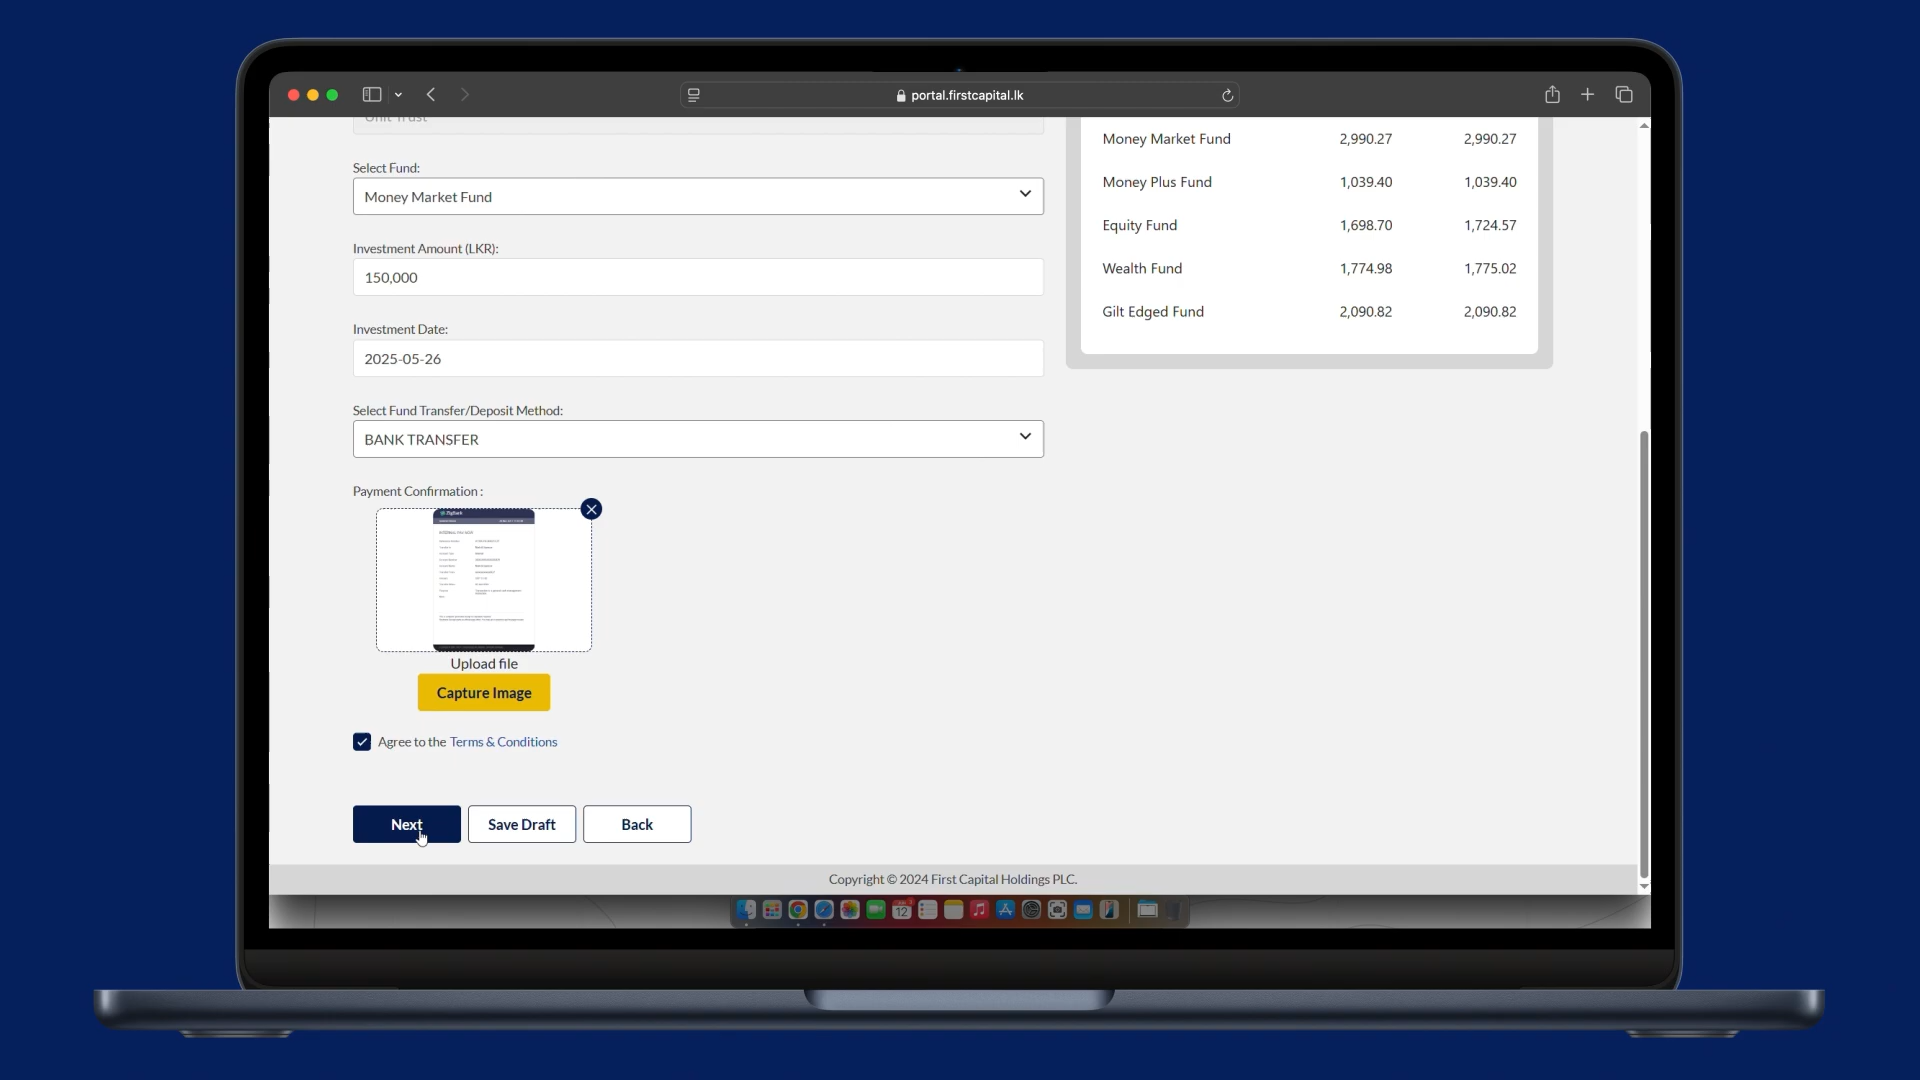 portal.firstcapital.lk
Unit Trust
Select Fund:
Money Market Fund
Investment Amount (LKR):
150,000
Investment Date:
2025-05-26
Select Fund Transfer/Deposit Method:
BANK TRANSFER
Payment Confirmation :
Upload file
Capture Image
Agree to the Terms & Conditions
Next
Save Draft
Back
Money Market Fund 2,990.27 2,990.27
Money Plus Fund 1,039.40 1,039.40
Equity Fund 1,698.70 1,724.57
Wealth Fund 1,774.98 1,775.02
Gilt Edged Fund 2,090.82 2,090.82
Copyright © 2024 First Capital Holdings PLC.
12